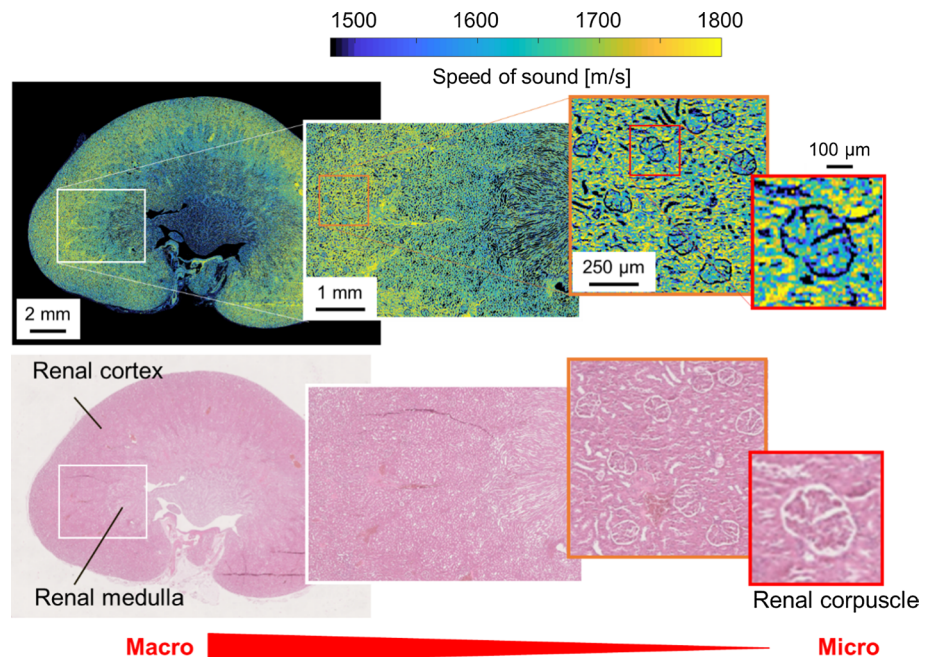 1500 1600 1700 1800
Speed of sound [m/s]
100 µm
250 µm
1 mm
2 mm
Renal cortex
Renal medulla
Renal corpuscle
Macro
Micro